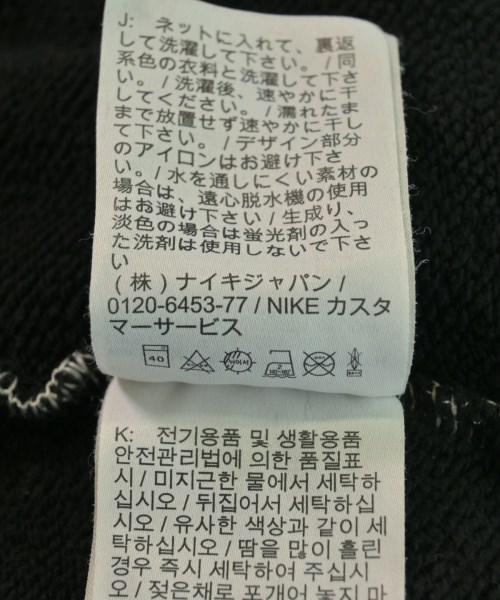 J: ネットに入れて、裏返
して洗濯して下さい。/ 同
系色の衣料と洗濯して下さ
い。/ 洗濯後、速やかに干
してください。/ 濡れたま
まで放置せず速やかに干し
て下さい。/ デザイン部分
のアイロンはお避け下さ
い。/ 水を通しにくい素材の
場合は、遠心脱水機の使用
はお避け下さい / 生成り、
淡色の場合は蛍光剤の入っ
た洗剤は使用しないで下さ
い
(株) ナイキジャパン /
0120-6453-77 / NIKE カスタ
マーサービス
40
K: 전기용품 및 생활용품
안전관리법에 의한 품질표
시 / 미지근한 물에서 세탁하
십시오 / 뒤집어서 세탁하십
시오 / 유사한 색상과 같이 세
탁하십시오 / 땀을 많이 흘린
경우 즉시 세탁하여 주십시
오 / 젖은채로 포개어 놓지 마